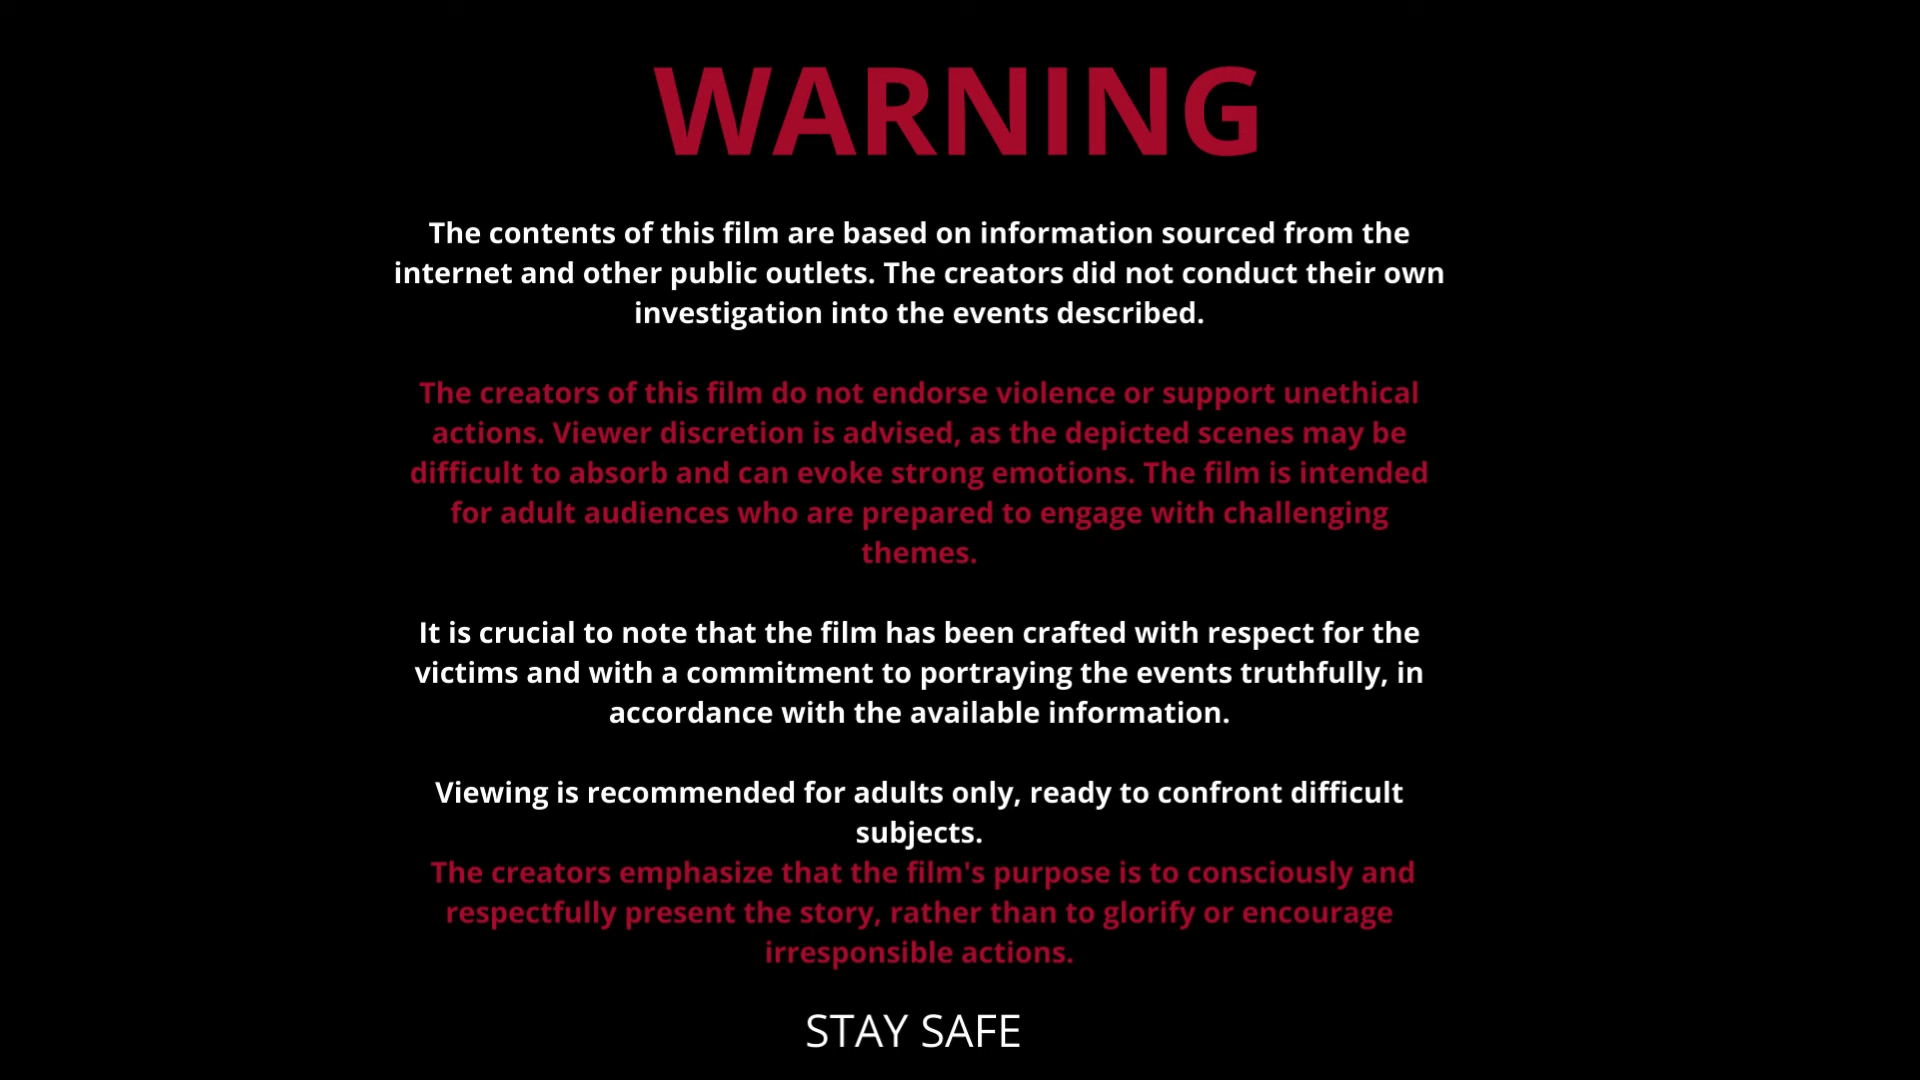 WARNING
The contents of this film are based on information sourced from the
internet and other public outlets. The creators did not conduct their own
investigation into the events described.
The creators of this film do not endorse violence or support unethical
actions. Viewer discretion is advised, as the depicted scenes may be
difficult to absorb and can evoke strong emotions. The film is intended
for adult audiences who are prepared to engage with challenging
themes.
It is crucial to note that the film has been crafted with respect for the
victims and with a commitment to portraying the events truthfully, in
accordance with the available information.
Viewing is recommended for adults only, ready to confront difficult
subjects.
The creators emphasize that the film's purpose is to consciously and
respectfully present the story, rather than to glorify or encourage
irresponsible actions.
STAY SAFE